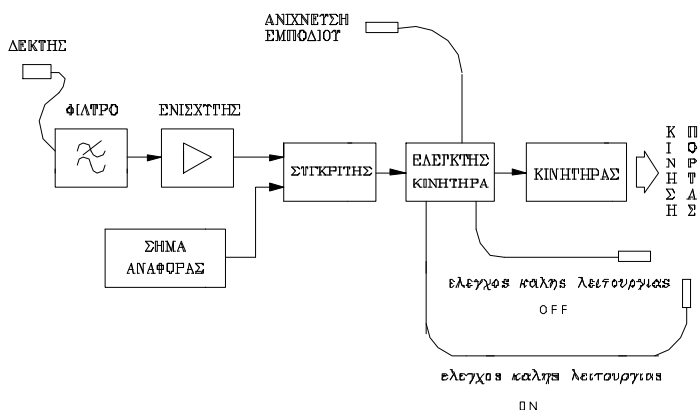 ΑΝΙΧΝΕΥΣΗ
ΕΜΠΟΔΙΟΥ
ΔΕΚΤΗΣ
ΦΙΛΤΡΟ
ΕΝΙΣΧΥΤΗΣ
ΣΥΓΚΡΙΤΗΣ
ΕΛΕΓΚΤΗΣ
ΚΙΝΗΤΗΡΑ
ΚΙΝΗΤΗΡΑΣ
ΚΙΝΗΣΗ
ΠΟΡΤΑΣ
ΣΗΜΑ
ΑΝΑΦΟΡΑΣ
ελεγχος καλης λειτουργιας
OFF
ελεγχος καλης λειτουργιας
ON